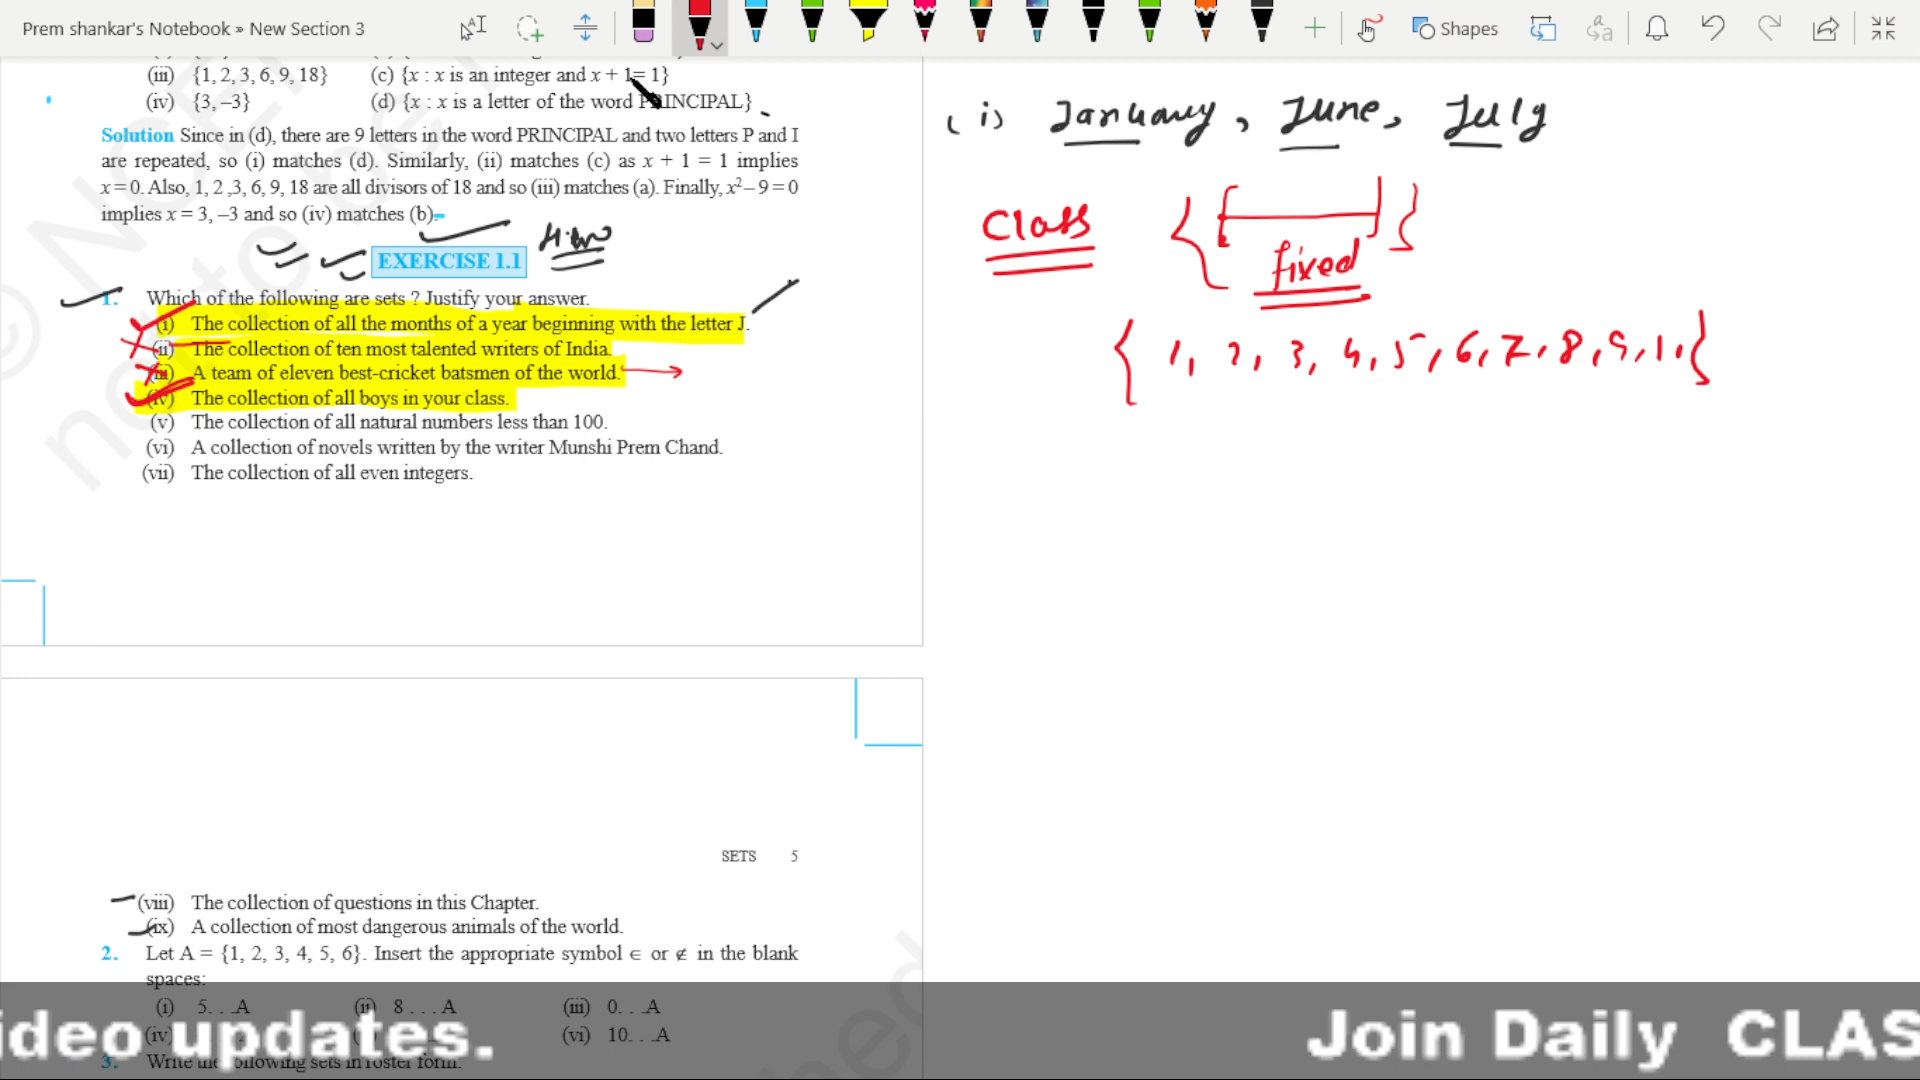 Prem shankar's Notebook » New Section 3
Shapes
(iii) {1, 2, 3, 6, 9, 18} (c) {x : x is an integer and x + 1= 1}
(iv) {3, –3} (d) {x : x is a letter of the word PRINCIPAL}
Solution Since in (d), there are 9 letters in the word PRINCIPAL and two letters P and I
are repeated, so (i) matches (d). Similarly, (ii) matches (c) as x + 1 = 1 implies
x = 0. Also, 1, 2 ,3, 6, 9, 18 are all divisors of 18 and so (iii) matches (a). Finally, x²– 9 = 0
implies x = 3, –3 and so (iv) matches (b).
EXERCISE 1.1
1. Which of the following are sets ? Justify your answer.
(i) The collection of all the months of a year beginning with the letter J.
(ii) The collection of ten most talented writers of India.
(iii) A team of eleven best-cricket batsmen of the world.
(iv) The collection of all boys in your class.
(v) The collection of all natural numbers less than 100.
(vi) A collection of novels written by the writer Munshi Prem Chand.
(vii) The collection of all even integers.
SETS 5
(viii) The collection of questions in this Chapter.
(ix) A collection of most dangerous animals of the world.
2. Let A = {1, 2, 3, 4, 5, 6}. Insert the appropriate symbol ∈ or ∉ in the blank
spaces:
(i) 5. . .A (ii) 8 . . . A (iii) 0. . .A
(iv) (vi) 10. . .A
3. Write the following sets in roster form:
(i) January, June, July
Class { [ ] }
fixed
{ 1, 2, 3, 4, 5, 6, 7, 8, 9, 1. }
ideo updates. Join Daily CLAS